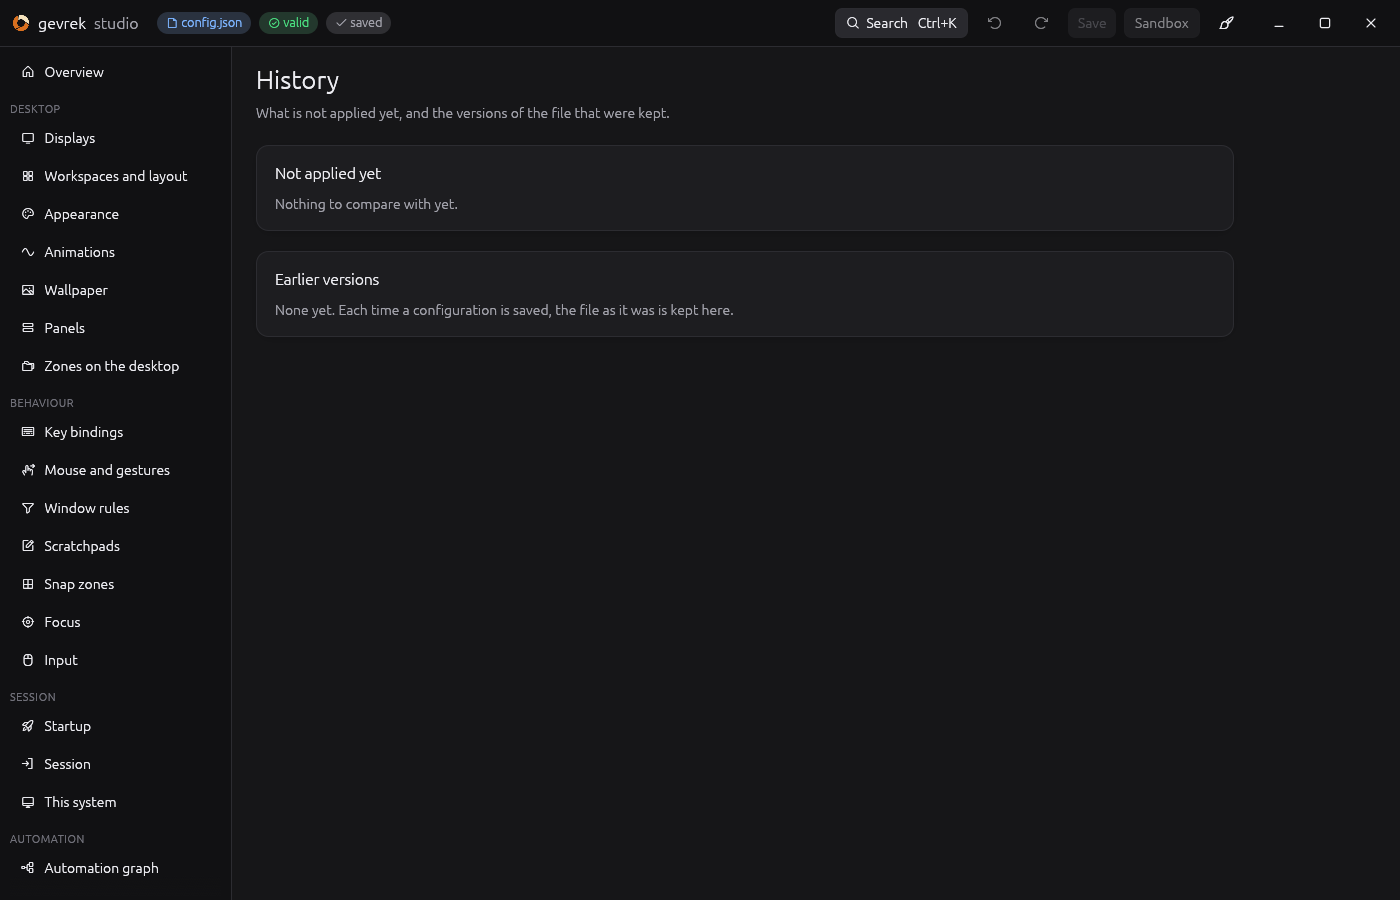 gevrek studio config.json valid saved Search Ctrl+K Save Sandbox
Overview
DESKTOP
Displays
Workspaces and layout
Appearance
Animations
Wallpaper
Panels
Zones on the desktop
BEHAVIOUR
Key bindings
Mouse and gestures
Window rules
Scratchpads
Snap zones
Focus
Input
SESSION
Startup
Session
This system
AUTOMATION
Automation graph
History
What is not applied yet, and the versions of the file that were kept.
Not applied yet
Nothing to compare with yet.
Earlier versions
None yet. Each time a configuration is saved, the file as it was is kept here.